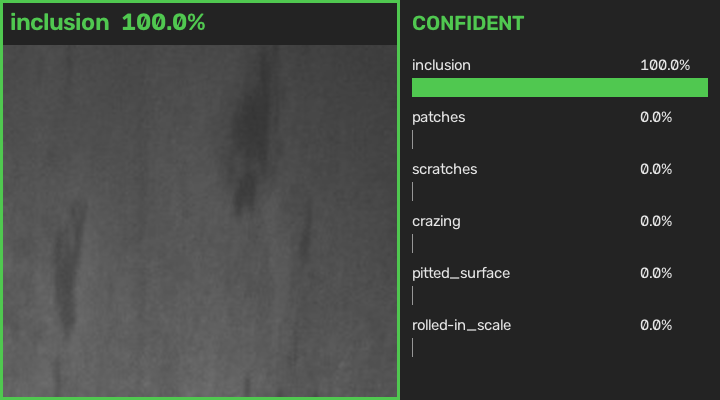 inclusion 100.0%
CONFIDENT
inclusion 100.0%
patches 0.0%
scratches 0.0%
crazing 0.0%
pitted_surface 0.0%
rolled-in_scale 0.0%